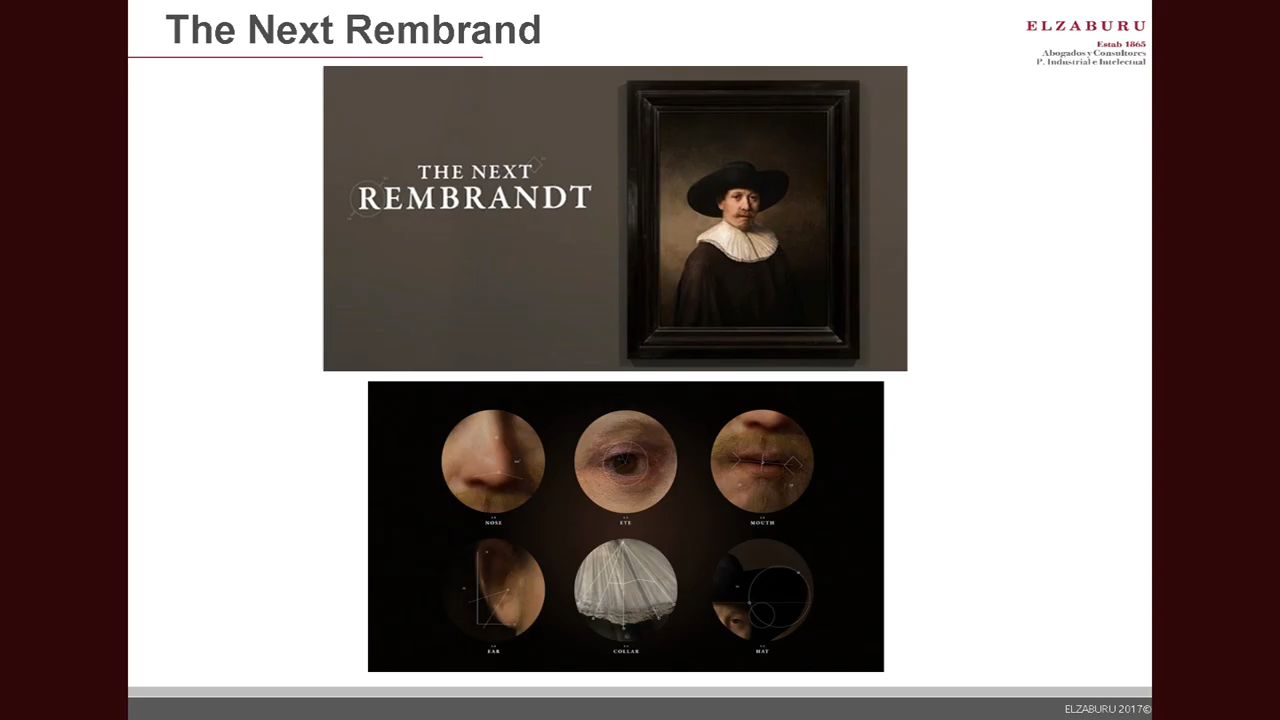 The Next Rembrand
ELZABURU
Estab 1865
Abogados y Consultores
P. Industrial e Intelectual
THE NEXT
REMBRANDT
NOSE
EYE
MOUTH
EAR
COLLAR
HAT
ELZABURU 2017©